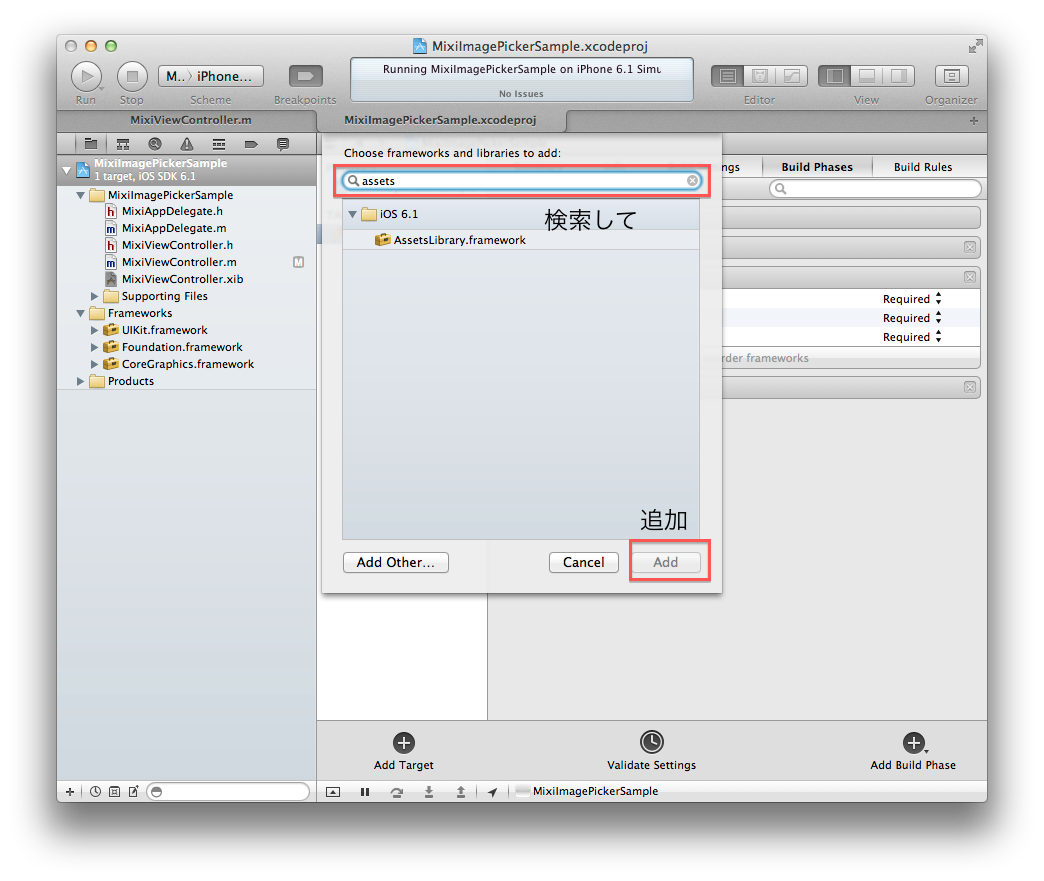 MixiImagePickerSample.xcodeproj
M.. 〉 iPhone...
Running MixiImagePickerSample on iPhone 6.1 Simu
No Issues
Run
Stop
Scheme
Breakpoints
Editor
View
Organizer
MixiViewController.m
MixiImagePickerSample.xcodeproj
+
MixiImagePickerSample
1 target, iOS SDK 6.1
MixiImagePickerSample
h MixiAppDelegate.h
m MixiAppDelegate.m
h MixiViewController.h
m MixiViewController.m
M
MixiViewController.xib
Supporting Files
Frameworks
UIKit.framework
Foundation.framework
CoreGraphics.framework
Products
Choose frameworks and libraries to add:
assets
iOS 6.1
検索して
AssetsLibrary.framework
追加
Add Other...
Cancel
Add
ngs
Build Phases
Build Rules
Required
Required
Required
rder frameworks
Add Target
Validate Settings
Add Build Phase
MixiImagePickerSample